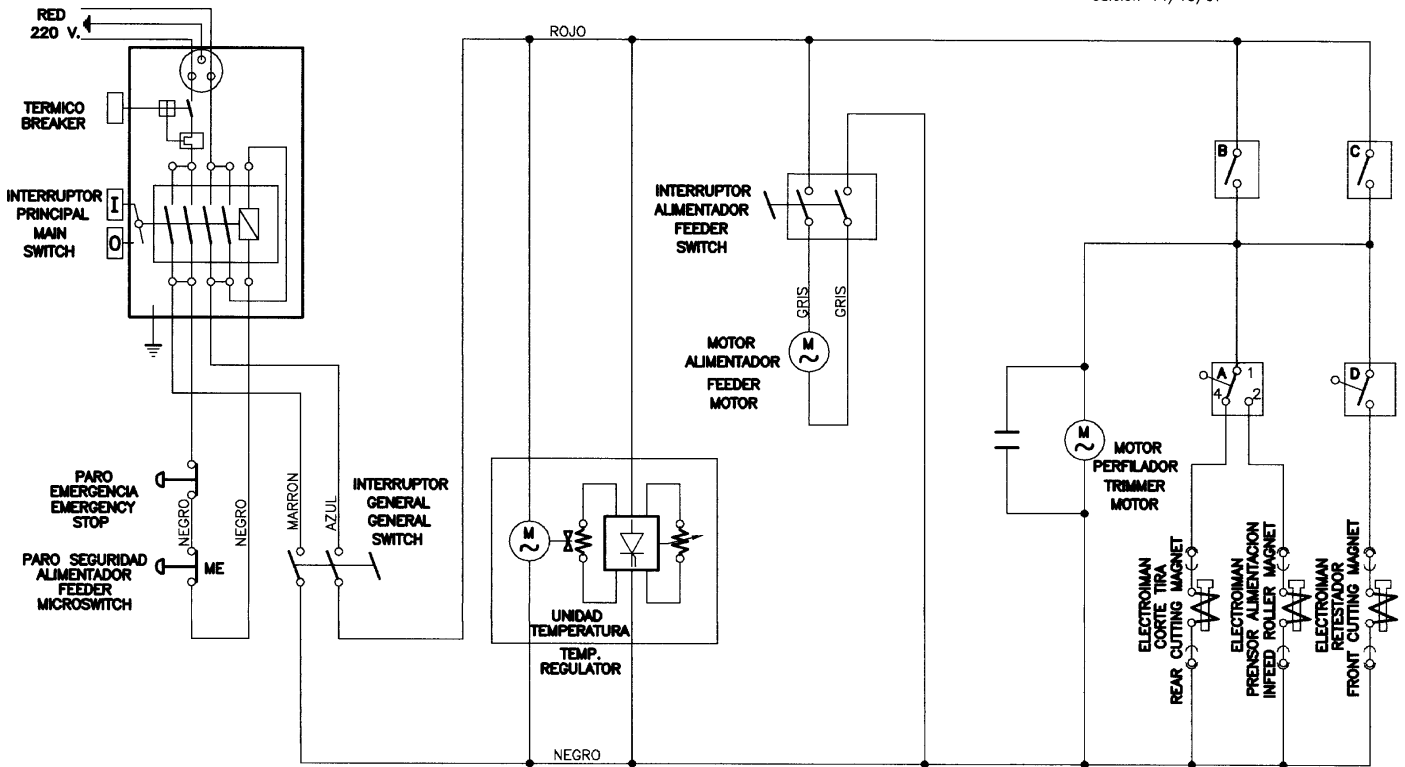 RED
220 V.
TERMICO
BREAKER
INTERRUPTOR
PRINCIPAL
MAIN
SWITCH
I
O
ROJO
INTERRUPTOR
ALIMENTADOR
FEEDER
SWITCH
B
C
GRIS
GRIS
MOTOR
ALIMENTADOR
FEEDER
MOTOR
M
A
1
4
2
D
M
MOTOR
PERFILADOR
TRIMMER
MOTOR
PARO
EMERGENCIA
EMERGENCY
STOP
NEGRO
NEGRO
MARRON
AZUL
INTERRUPTOR
GENERAL
GENERAL
SWITCH
PARO SEGURIDAD
ALIMENTADOR
FEEDER
MICROSWITCH
ME
M
UNIDAD
TEMPERATURA
TEMP.
REGULATOR
ELECTROIMAN
CORTE TIRA
REAR CUTTING MAGNET
ELECTROIMAN
PRENSOR ALIMENTACION
INFEED ROLLER MAGNET
ELECTROIMAN
RETESTADOR
FRONT CUTTING MAGNET
NEGRO